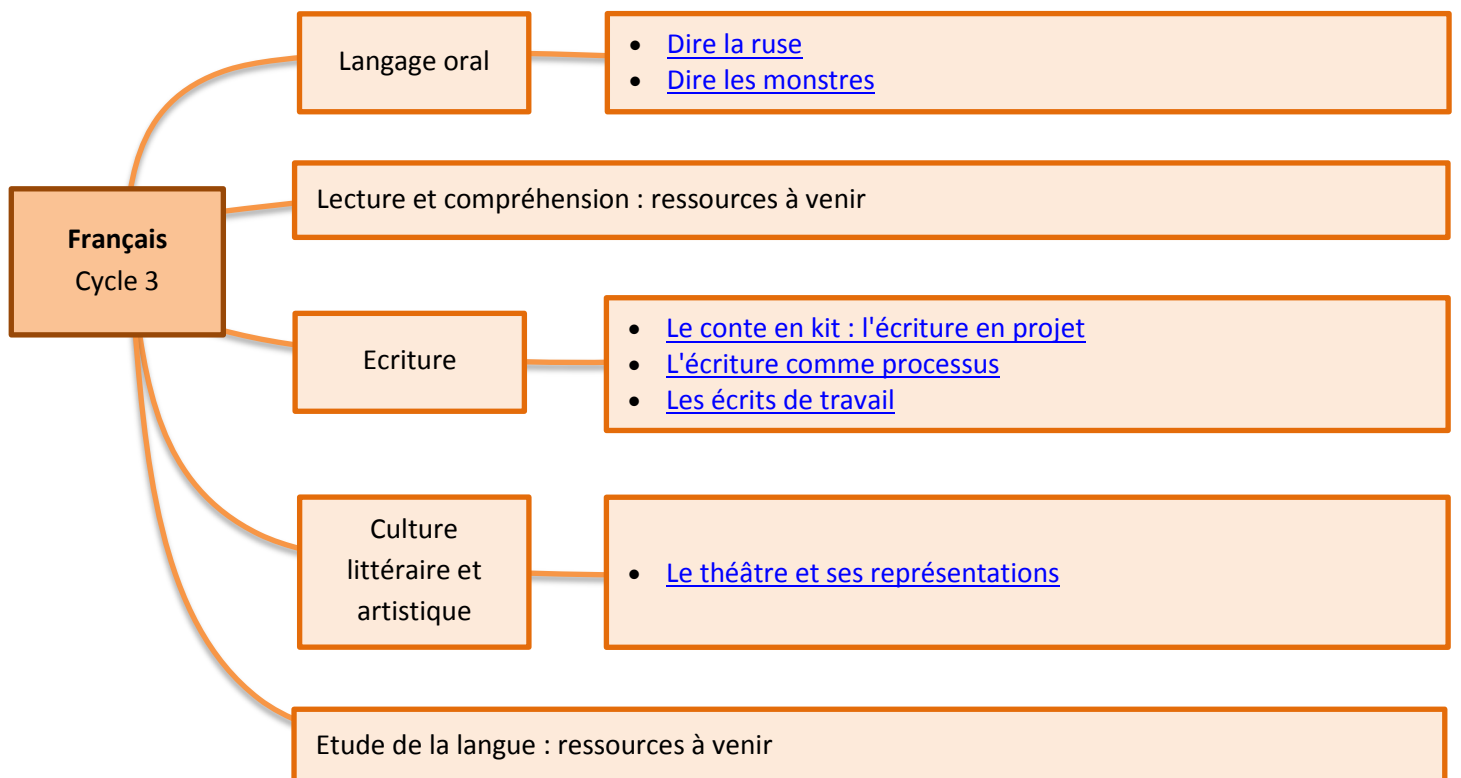 Langage oral
• Dire la ruse
• Dire les monstres
Lecture et compréhension : ressources à venir
Français
Cycle 3
Ecriture
• Le conte en kit : l'écriture en projet
• L'écriture comme processus
• Les écrits de travail
Culture
littéraire et
artistique
• Le théâtre et ses représentations
Etude de la langue : ressources à venir